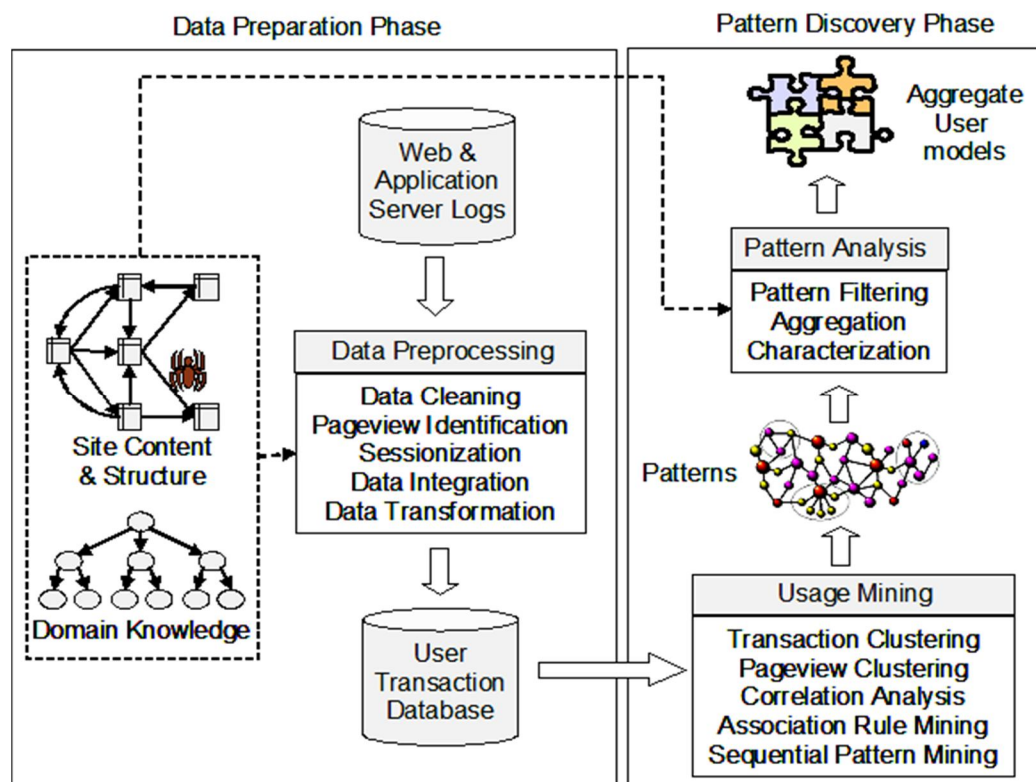 Data Preparation Phase
Web &
Application
Server Logs
Site Content
& Structure
Domain Knowledge
Data Preprocessing
Data Cleaning
Pageview Identification
Sessionization
Data Integration
Data Transformation
User
Transaction
Database
Pattern Discovery Phase
Aggregate
User
models
Pattern Analysis
Pattern Filtering
Aggregation
Characterization
Patterns
Usage Mining
Transaction Clustering
Pageview Clustering
Correlation Analysis
Association Rule Mining
Sequential Pattern Mining